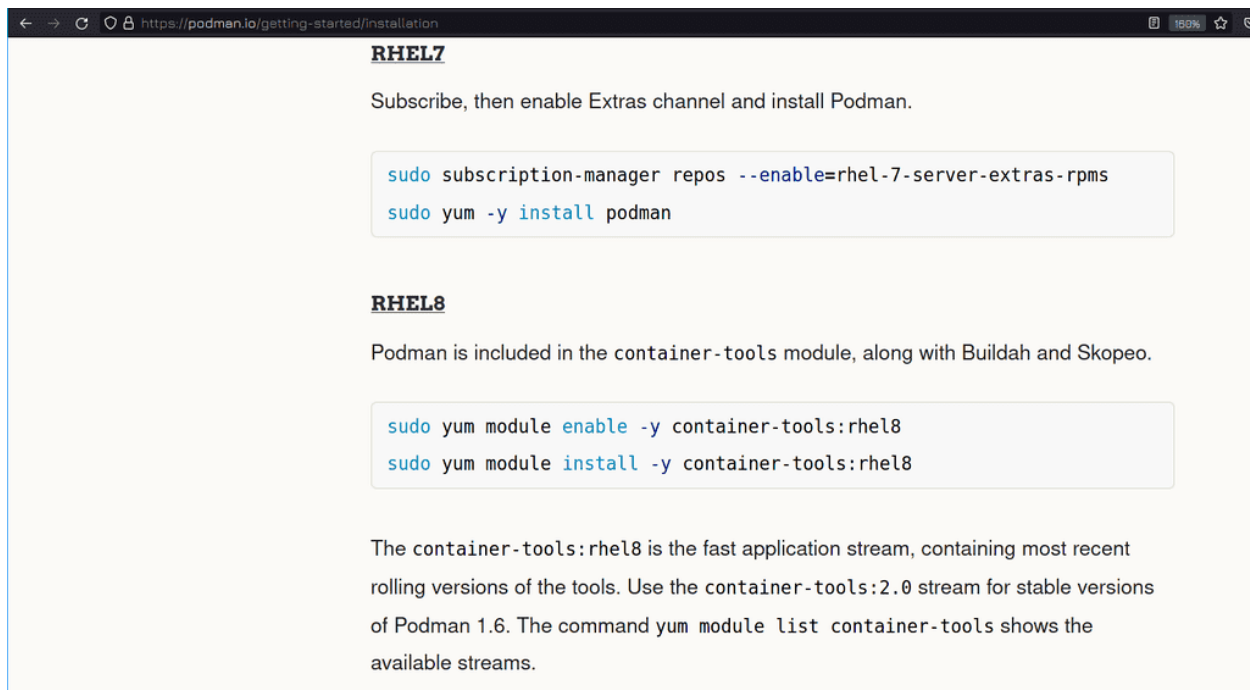 https://podman.io/getting-started/installation
160%
RHEL7
Subscribe, then enable Extras channel and install Podman.
sudo subscription-manager repos --enable=rhel-7-server-extras-rpms
sudo yum -y install podman
RHEL8
Podman is included in the container-tools module, along with Buildah and Skopeo.
sudo yum module enable -y container-tools:rhel8
sudo yum module install -y container-tools:rhel8
The container-tools:rhel8 is the fast application stream, containing most recent
rolling versions of the tools. Use the container-tools:2.0 stream for stable versions
of Podman 1.6. The command yum module list container-tools shows the
available streams.